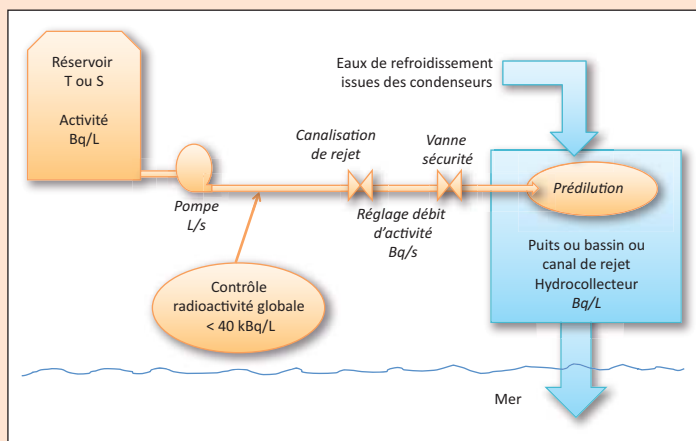 Réservoir
T ou S
Activité
Bq/L
Eaux de refroidissement
issues des condenseurs
Canalisation
de rejet
Vanne
sécurité
Prédilution
Pompe
L/s
Réglage débit
d’activité
Bq/s
Puits ou bassin ou
canal de rejet
Hydrocollecteur
Bq/L
Contrôle
radioactivité globale
< 40 kBq/L
Mer